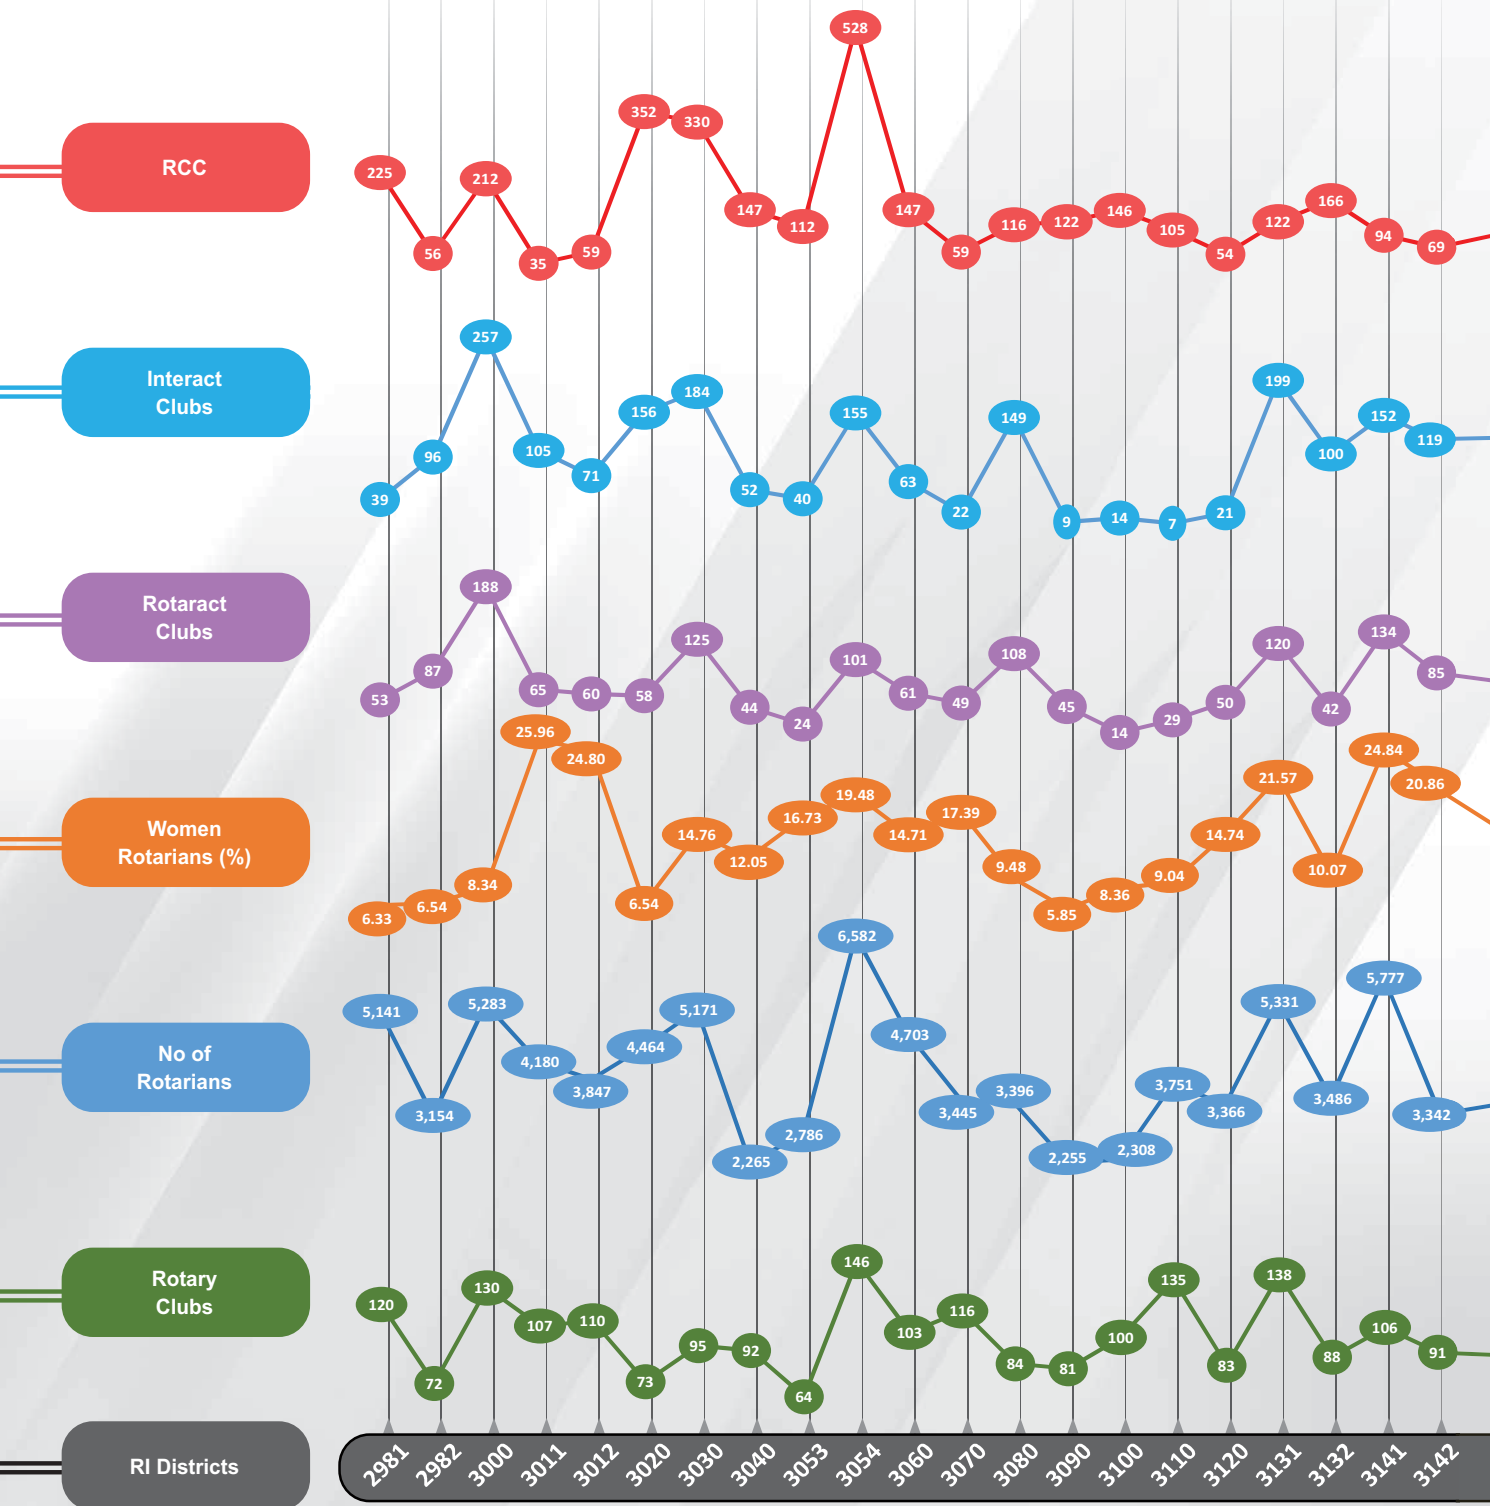 RCC
225 56 212 35 59 352 330 147 112 528 147 59 116 122 146 105 54 122 166 94 69
Interact
Clubs
39 96 257 105 71 156 184 52 40 155 63 22 149 9 14 7 21 199 100 152 119
Rotaract
Clubs
53 87 188 65 60 58 125 44 24 101 61 49 108 45 14 29 50 120 42 134 85
Women
Rotarians (%)
6.33 6.54 8.34 25.96 24.80 6.54 14.76 12.05 16.73 19.48 14.71 17.39 9.48 5.85 8.36 9.04 14.74 21.57 10.07 24.84 20.86
No of
Rotarians
5,141 3,154 5,283 4,180 3,847 4,464 5,171 2,265 2,786 6,582 4,703 3,445 3,396 2,255 2,308 3,751 3,366 5,331 3,486 5,777 3,342
Rotary
Clubs
120 72 130 107 110 73 95 92 64 146 103 116 84 81 100 135 83 138 88 106 91
RI Districts
2981 2982 3000 3011 3012 3020 3030 3040 3053 3054 3060 3070 3080 3090 3100 3110 3120 3131 3132 3141 3142